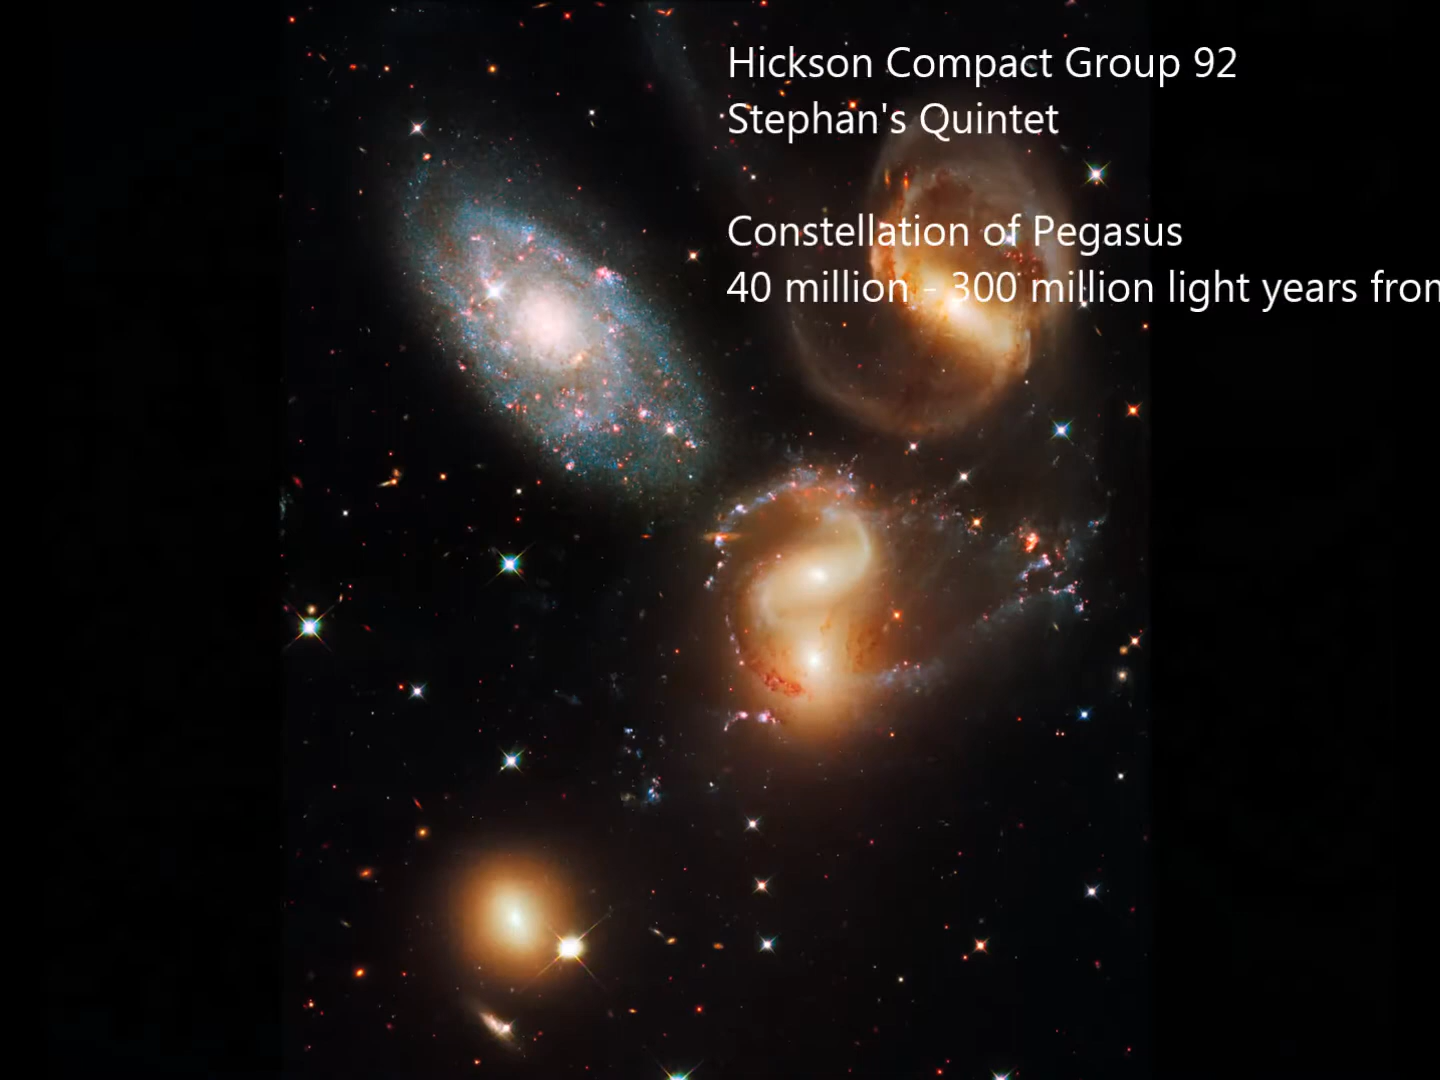 Hickson Compact Group 92
Stephan's Quintet
Constellation of Pegasus
40 million - 300 million light years